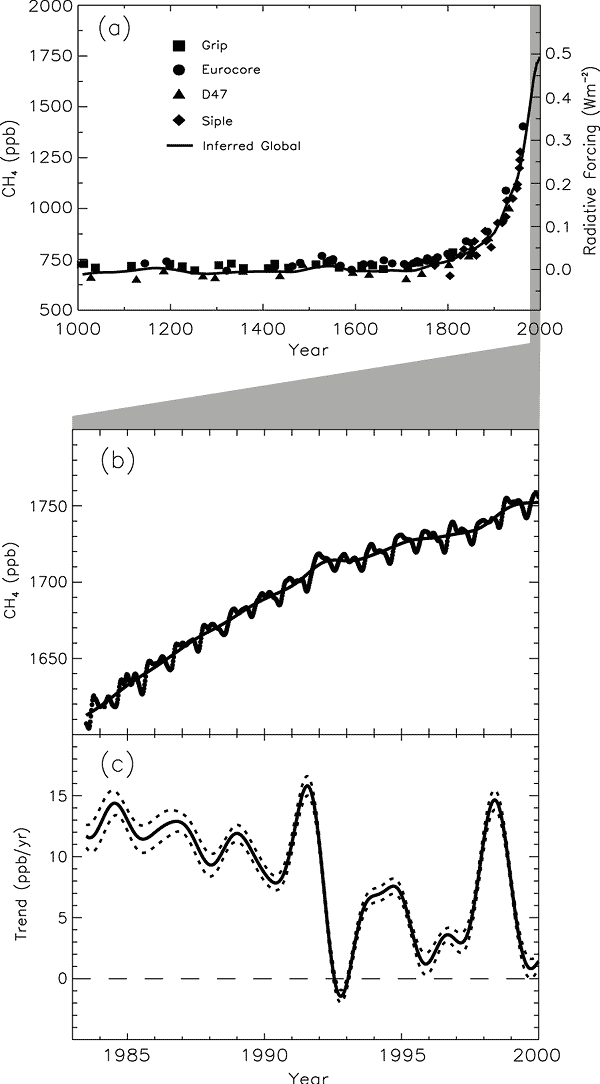 (a)
Grip
Eurocore
D47
Siple
Inferred Global
2000
1750
1500
1250
1000
750
500
CH₄ (ppb)
0.5
0.4
0.3
0.2
0.1
0.0
Radiative Forcing (Wm⁻²)
1000 1200 1400 1600 1800 2000
Year
(b)
1750
1700
1650
CH₄ (ppb)
(c)
15
10
5
0
Trend (ppb/yr)
1985 1990 1995 2000
Year